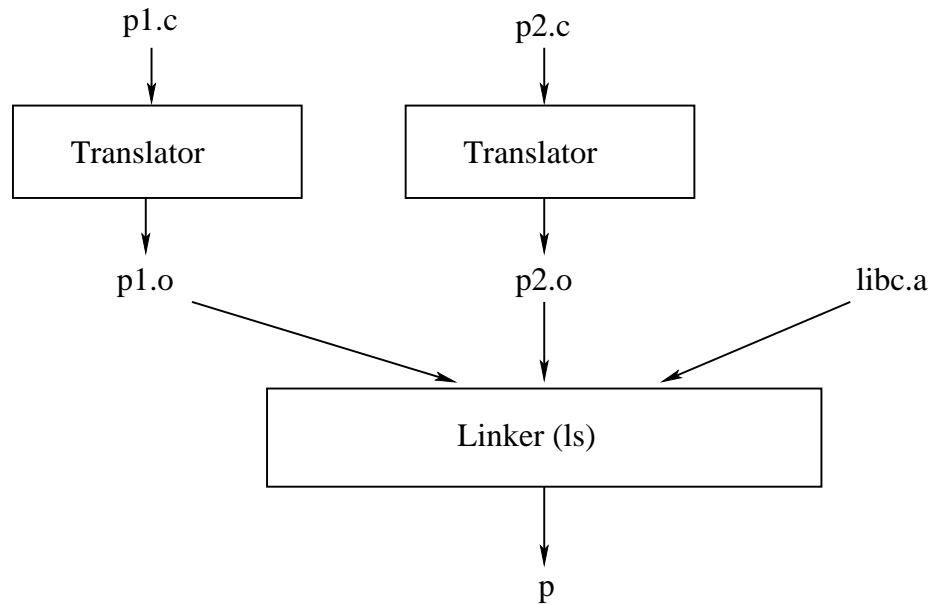 p1.c
p2.c
Translator
Translator
p1.o
p2.o
libc.a
Linker (ls)
p